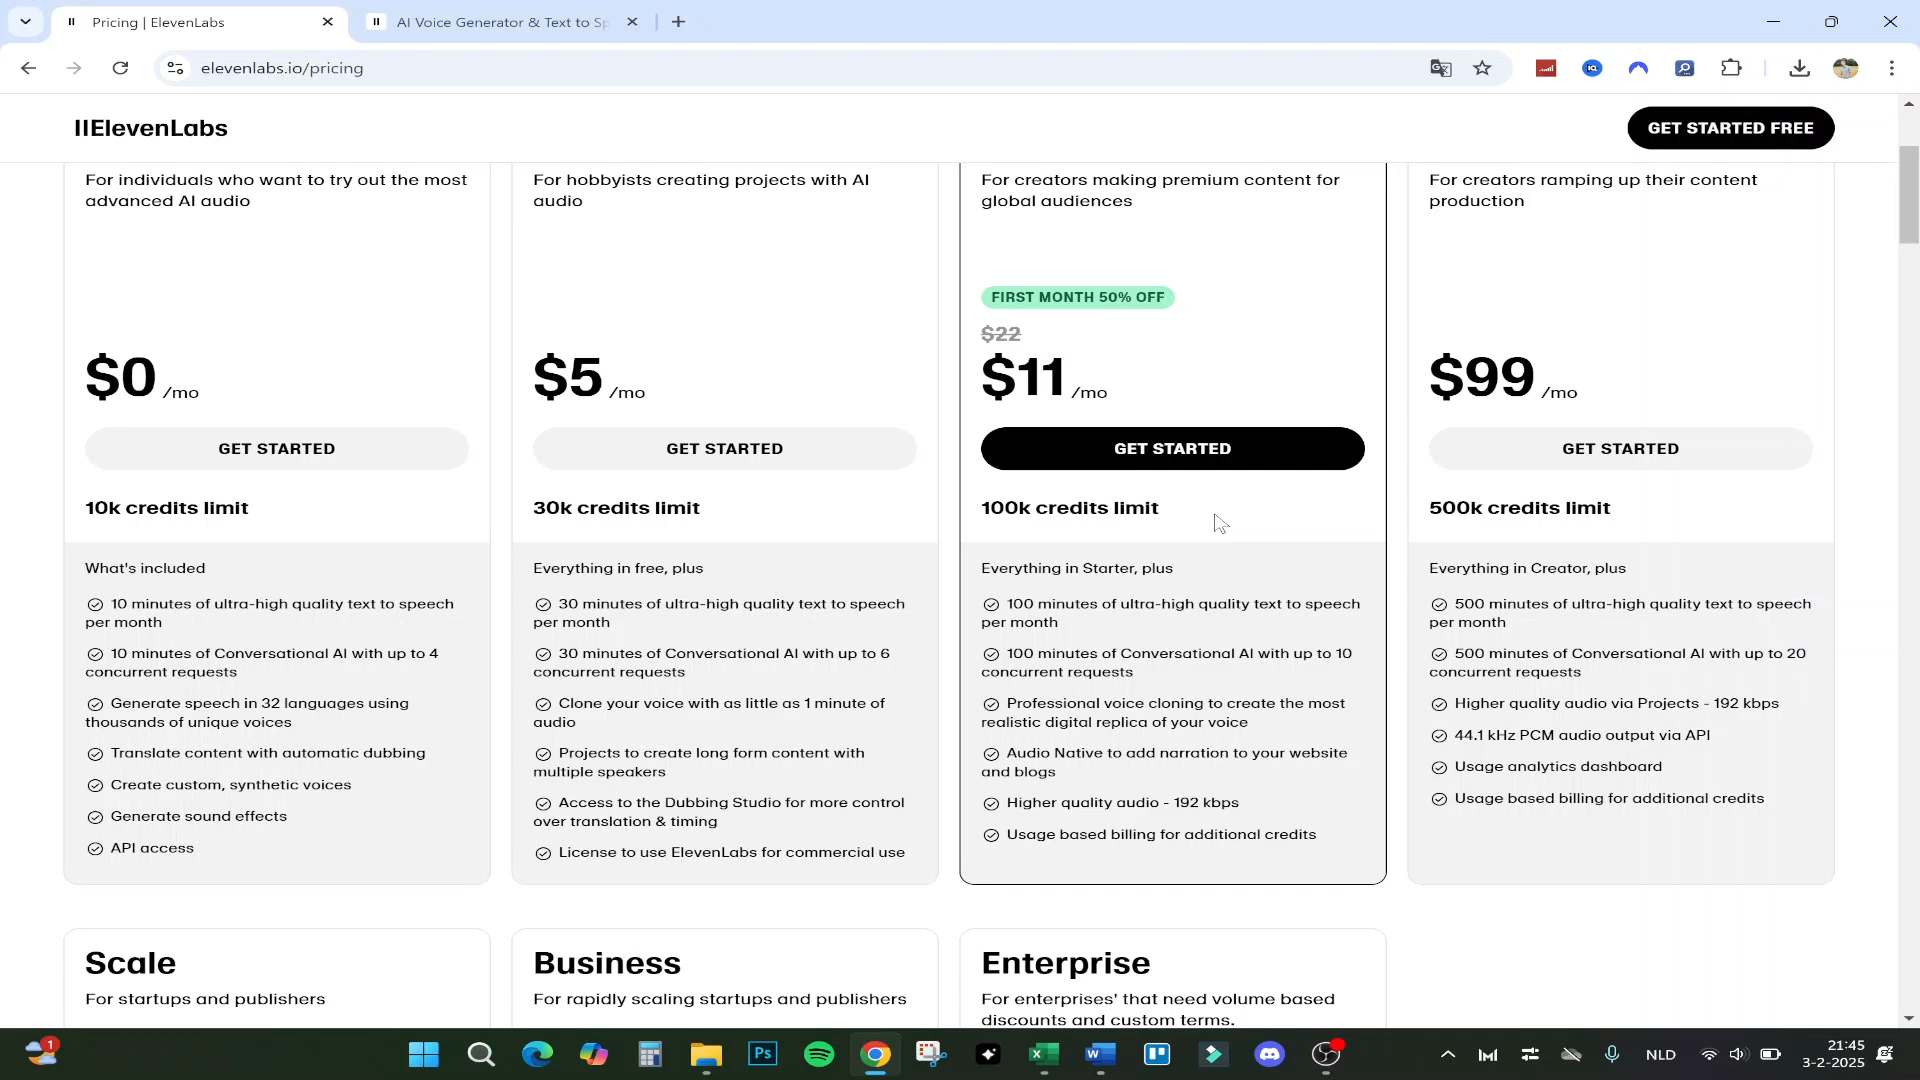 Pricing | ElevenLabs
AI Voice Generator & Text to Sp
elevenlabs.io/pricing
IIElevenLabs
GET STARTED FREE
For individuals who want to try out the most
advanced AI audio
$0 /mo
GET STARTED
10k credits limit
What's included
10 minutes of ultra-high quality text to speech
per month
10 minutes of Conversational AI with up to 4
concurrent requests
Generate speech in 32 languages using
thousands of unique voices
Translate content with automatic dubbing
Create custom, synthetic voices
Generate sound effects
API access
For hobbyists creating projects with AI
audio
$5 /mo
GET STARTED
30k credits limit
Everything in free, plus
30 minutes of ultra-high quality text to speech
per month
30 minutes of Conversational AI with up to 6
concurrent requests
Clone your voice with as little as 1 minute of
audio
Projects to create long form content with
multiple speakers
Access to the Dubbing Studio for more control
over translation & timing
License to use ElevenLabs for commercial use
For creators making premium content for
global audiences
FIRST MONTH 50% OFF
$22
$11 /mo
GET STARTED
100k credits limit
Everything in Starter, plus
100 minutes of ultra-high quality text to speech
per month
100 minutes of Conversational AI with up to 10
concurrent requests
Professional voice cloning to create the most
realistic digital replica of your voice
Audio Native to add narration to your website
and blogs
Higher quality audio - 192 kbps
Usage based billing for additional credits
For creators ramping up their content
production
$99 /mo
GET STARTED
500k credits limit
Everything in Creator, plus
500 minutes of ultra-high quality text to speech
per month
500 minutes of Conversational AI with up to 20
concurrent requests
Higher quality audio via Projects - 192 kbps
44.1 kHz PCM audio output via API
Usage analytics dashboard
Usage based billing for additional credits
Scale
For startups and publishers
Business
For rapidly scaling startups and publishers
Enterprise
For enterprises' that need volume based
discounts and custom terms.
1
Ps
NLD
21:45
3-2-2025